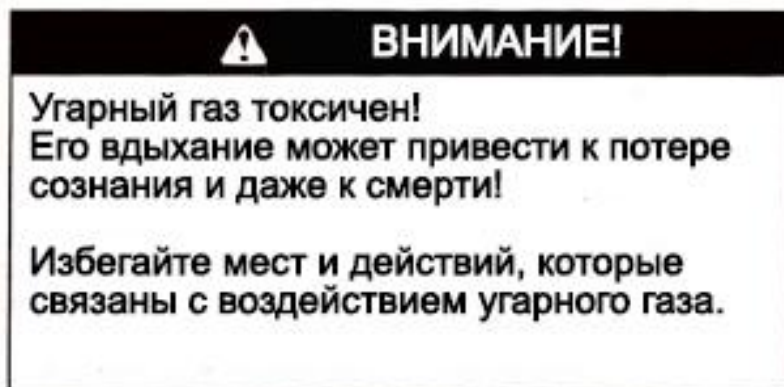 ВНИМАНИЕ!
Угарный газ токсичен!
Его вдыхание может привести к потере
сознания и даже к смерти!
Избегайте мест и действий, которые
связаны с воздействием угарного газа.